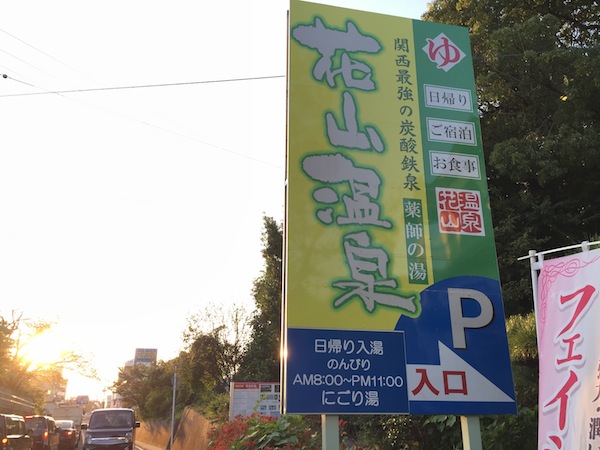 花山温泉
関西最強の炭酸鉄泉
薬師の湯
ゆ
日帰り
ご宿泊
お食事
温泉
花山
P
入口
日帰り入湯
のんびり
AM8:00~PM11:00
にごり湯
フェイシ